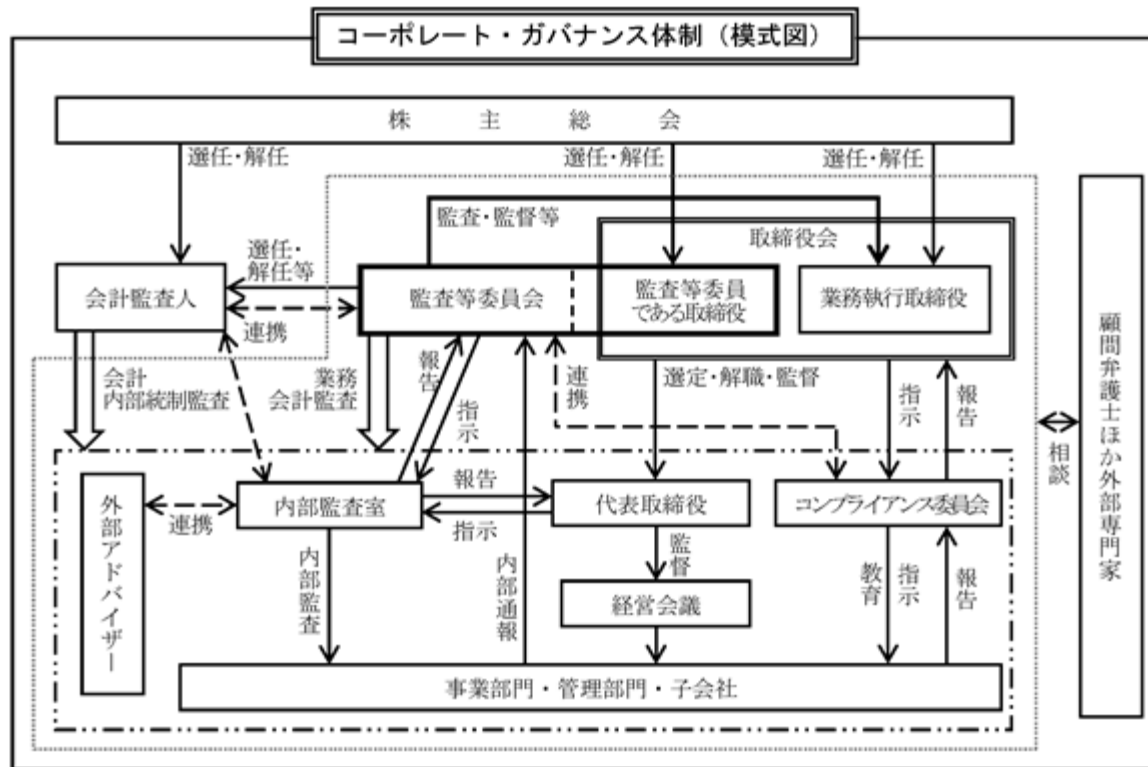 コーポレート・ガバナンス体制（模式図）
株主総会
選任・解任
選任・解任
選任・解任
監査・監督等
取締役会
選任・
解任等
会計監査人
監査等委員会
監査等委員
である取締役
業務執行取締役
連携
会計
内部統制監査
業務
会計監査
報告
指示
連携
選定・解職・監督
指示
報告
顧問弁護士ほか外部専門家
相談
外部アドバイザー
連携
内部監査室
報告
指示
代表取締役
コンプライアンス委員会
監督
経営会議
内部監査
内部通報
教育
指示
報告
事業部門・管理部門・子会社